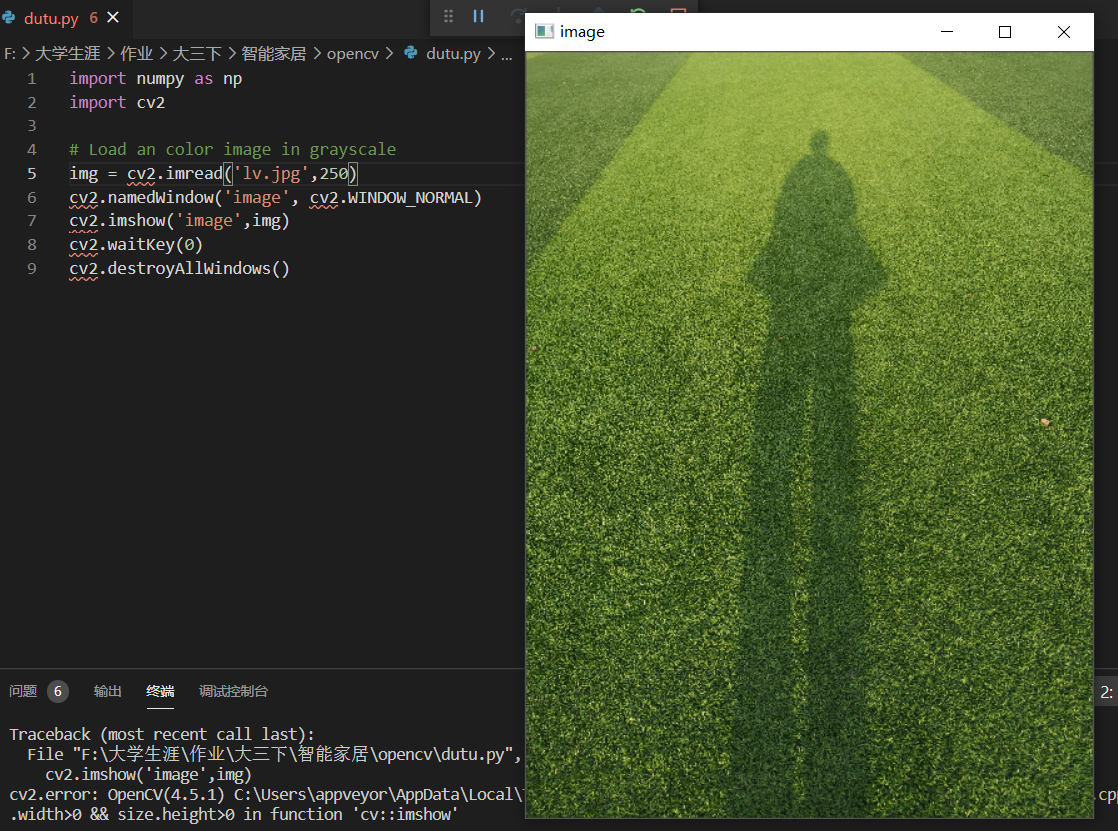 dutu.py 6
image
F: > 大学生涯 > 作业 > 大三下 > 智能家居 > opencv > dutu.py > ...
1 import numpy as np
2 import cv2
3
4 # Load an color image in grayscale
5 img = cv2.imread('lv.jpg',250)
6 cv2.namedWindow('image', cv2.WINDOW_NORMAL)
7 cv2.imshow('image',img)
8 cv2.waitKey(0)
9 cv2.destroyAllWindows()
问题 6 输出 终端 调试控制台
2:
Traceback (most recent call last):
File "F:\大学生涯\作业\大三下\智能家居\opencv\dutu.py",
cv2.imshow('image',img)
cv2.error: OpenCV(4.5.1) C:\Users\appveyor\AppData\Local\ .cpp
.width>0 && size.height>0 in function 'cv::imshow'